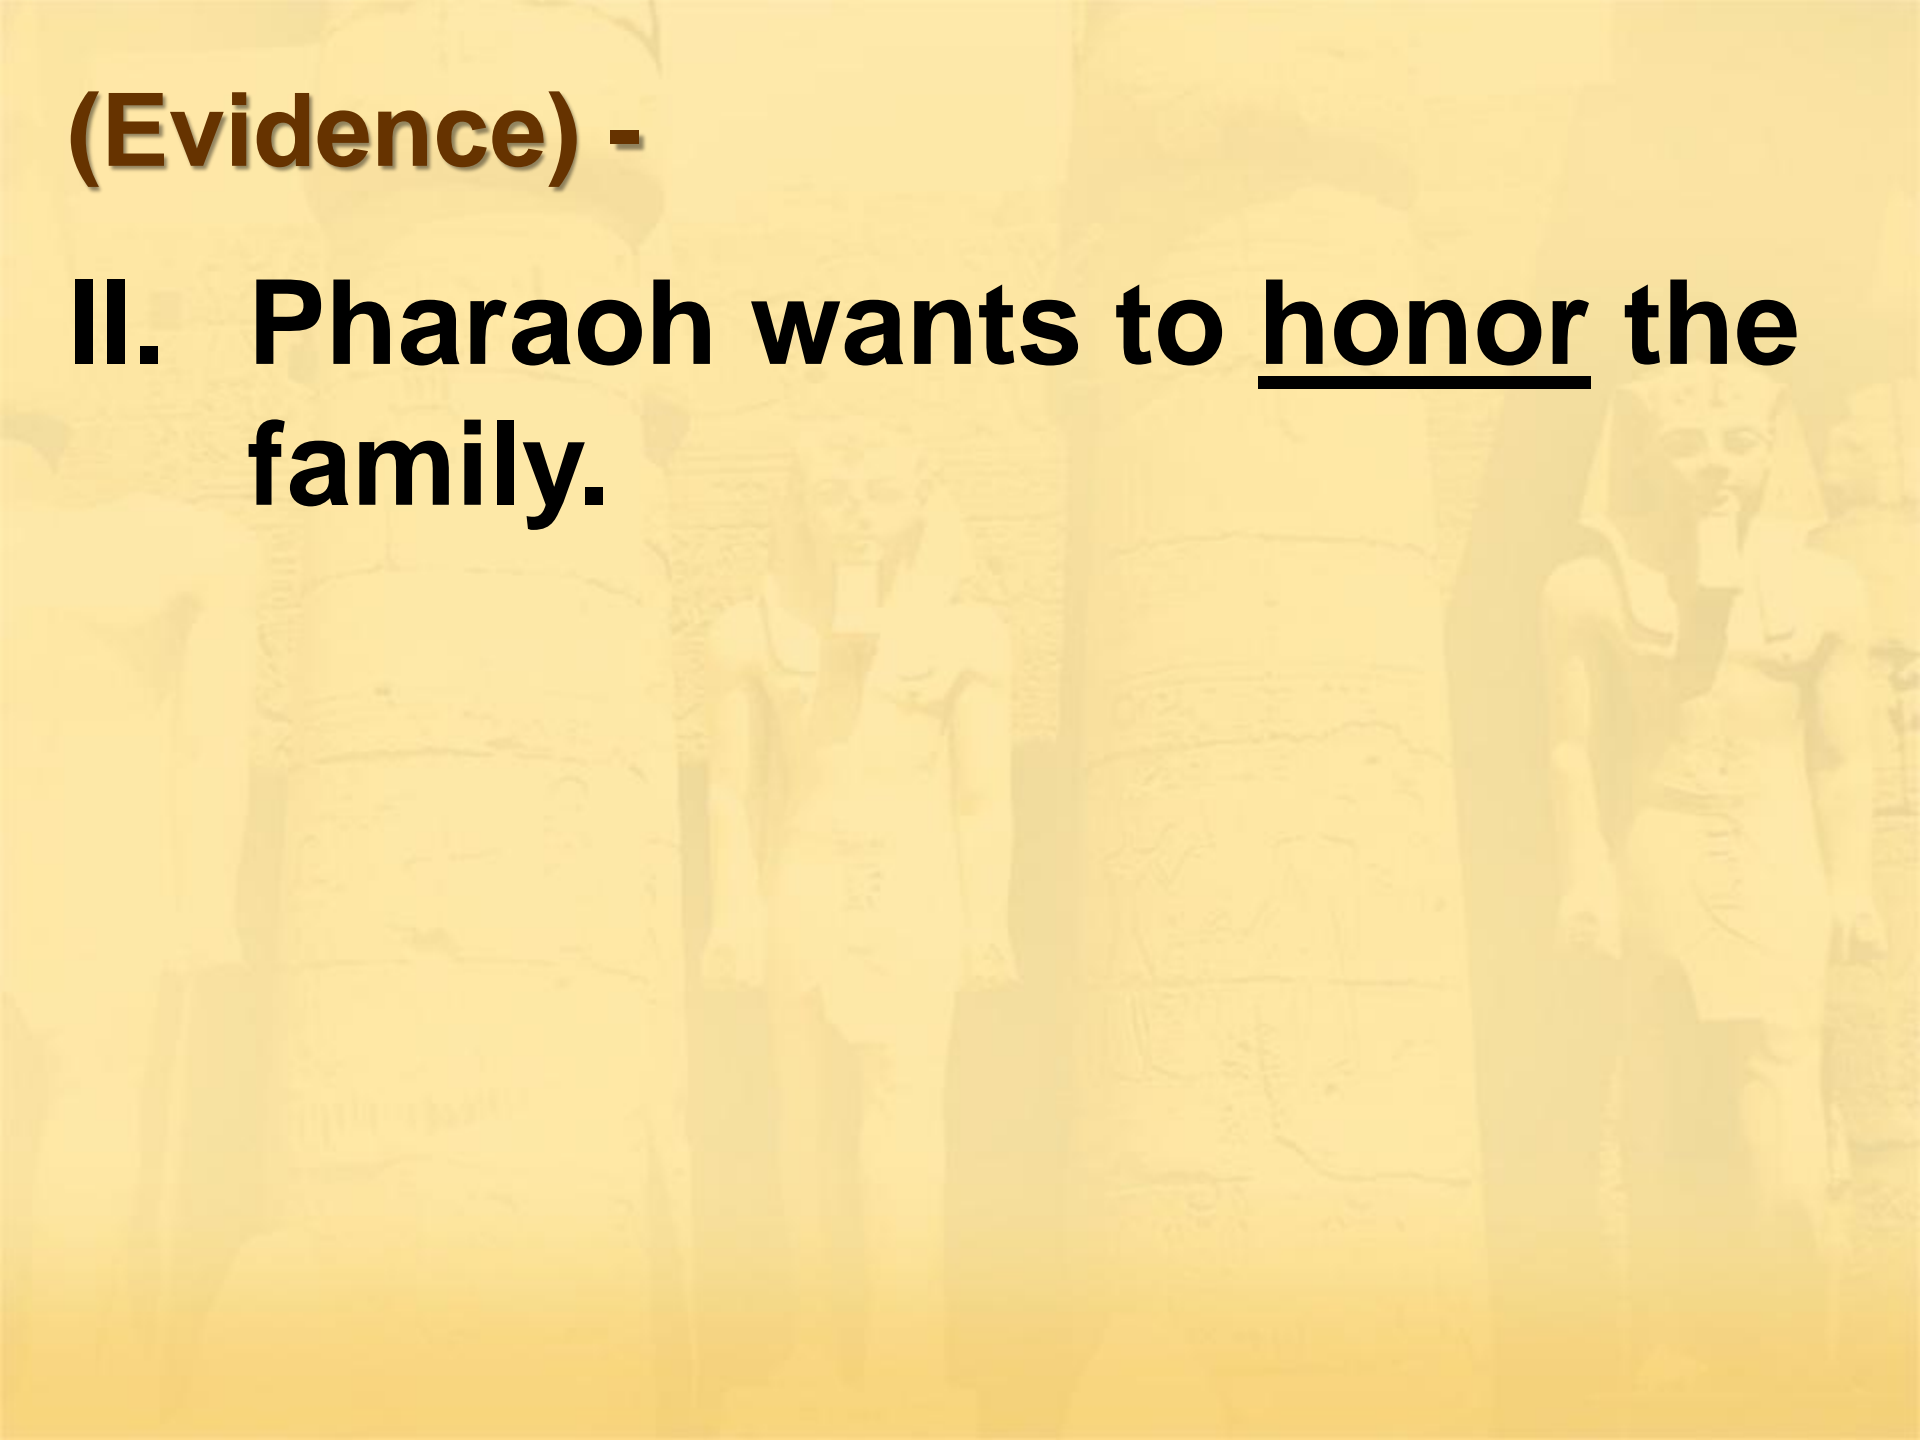 (Evidence) -
II. Pharaoh wants to honor the
family.